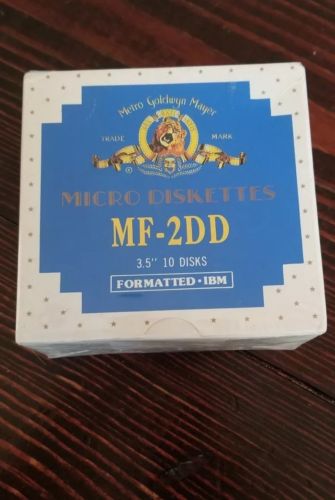 Metro Goldwyn Mayer
TRADE MARK
MICRO DISKETTES
MF-2DD
3.5" 10 DISKS
FORMATTED • IBM